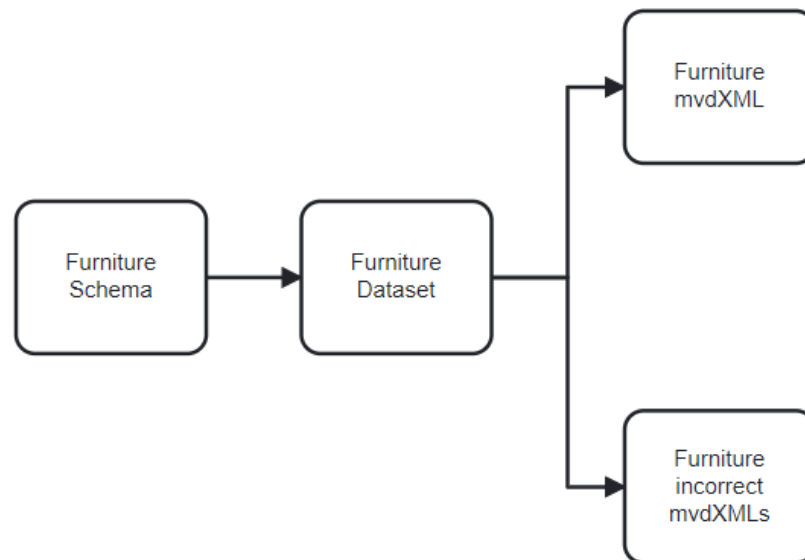 Furniture
mvdXML
Furniture
Schema
Furniture
Dataset
Furniture
incorrect
mvdXMLs